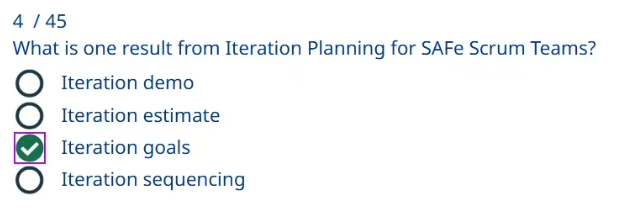 4 / 45
What is one result from Iteration Planning for SAFe Scrum Teams?
Iteration demo
Iteration estimate
Iteration goals
Iteration sequencing